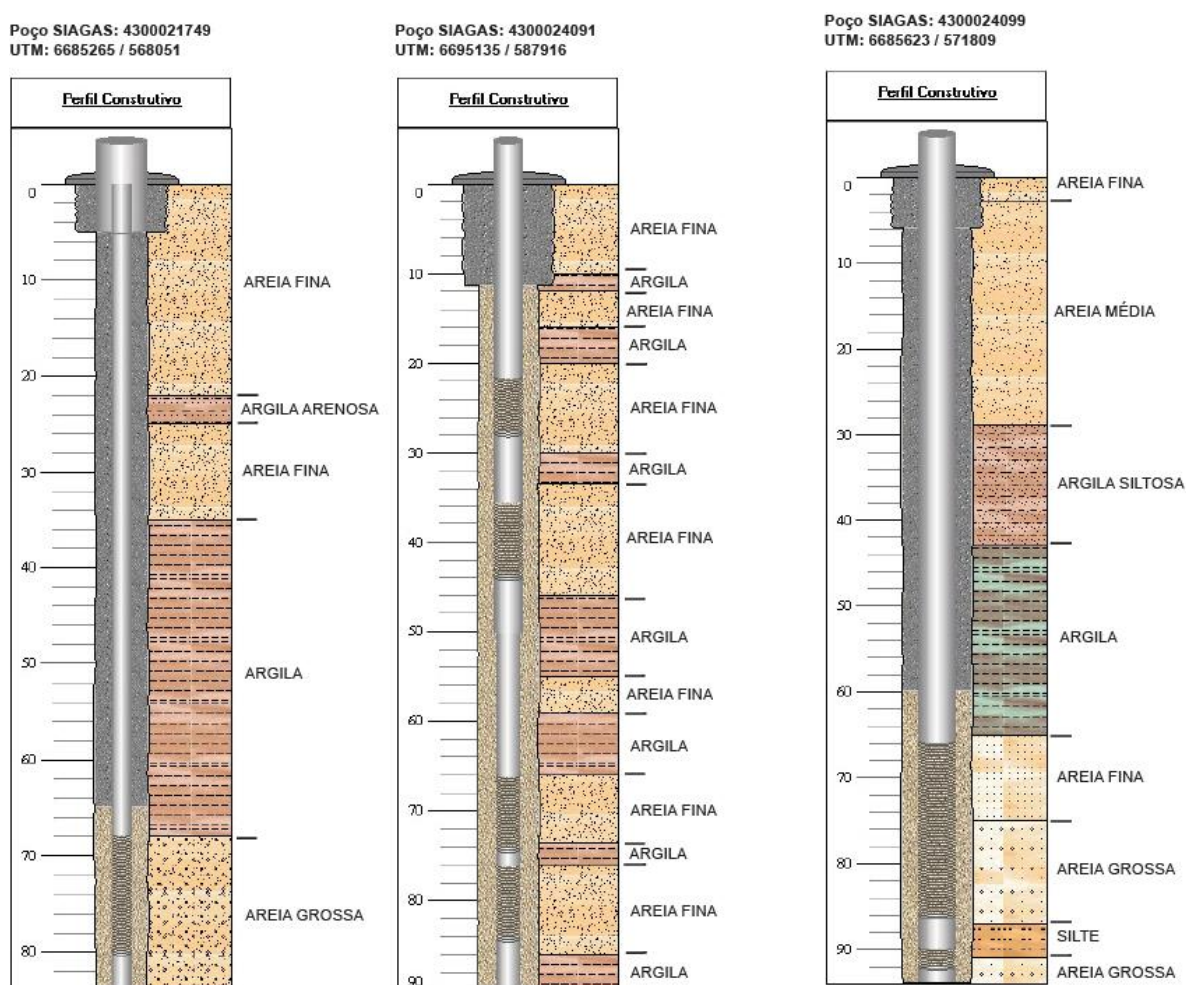 Poço SIAGAS: 4300021749
UTM: 6685265 / 568051
Perfil Construtivo
0
10
20
30
40
50
60
70
80
AREIA FINA
ARGILA ARENOSA
AREIA FINA
ARGILA
AREIA GROSSA
Poço SIAGAS: 4300024091
UTM: 6695135 / 587916
Perfil Construtivo
0
10
20
30
40
50
60
70
80
90
AREIA FINA
ARGILA
AREIA FINA
ARGILA
AREIA FINA
ARGILA
AREIA FINA
ARGILA
AREIA FINA
ARGILA
AREIA FINA
ARGILA
AREIA FINA
ARGILA
Poço SIAGAS: 4300024099
UTM: 6685623 / 571809
Perfil Construtivo
0
10
20
30
40
50
60
70
80
90
AREIA FINA
AREIA MÉDIA
ARGILA SILTOSA
ARGILA
AREIA FINA
AREIA GROSSA
SILTE
AREIA GROSSA